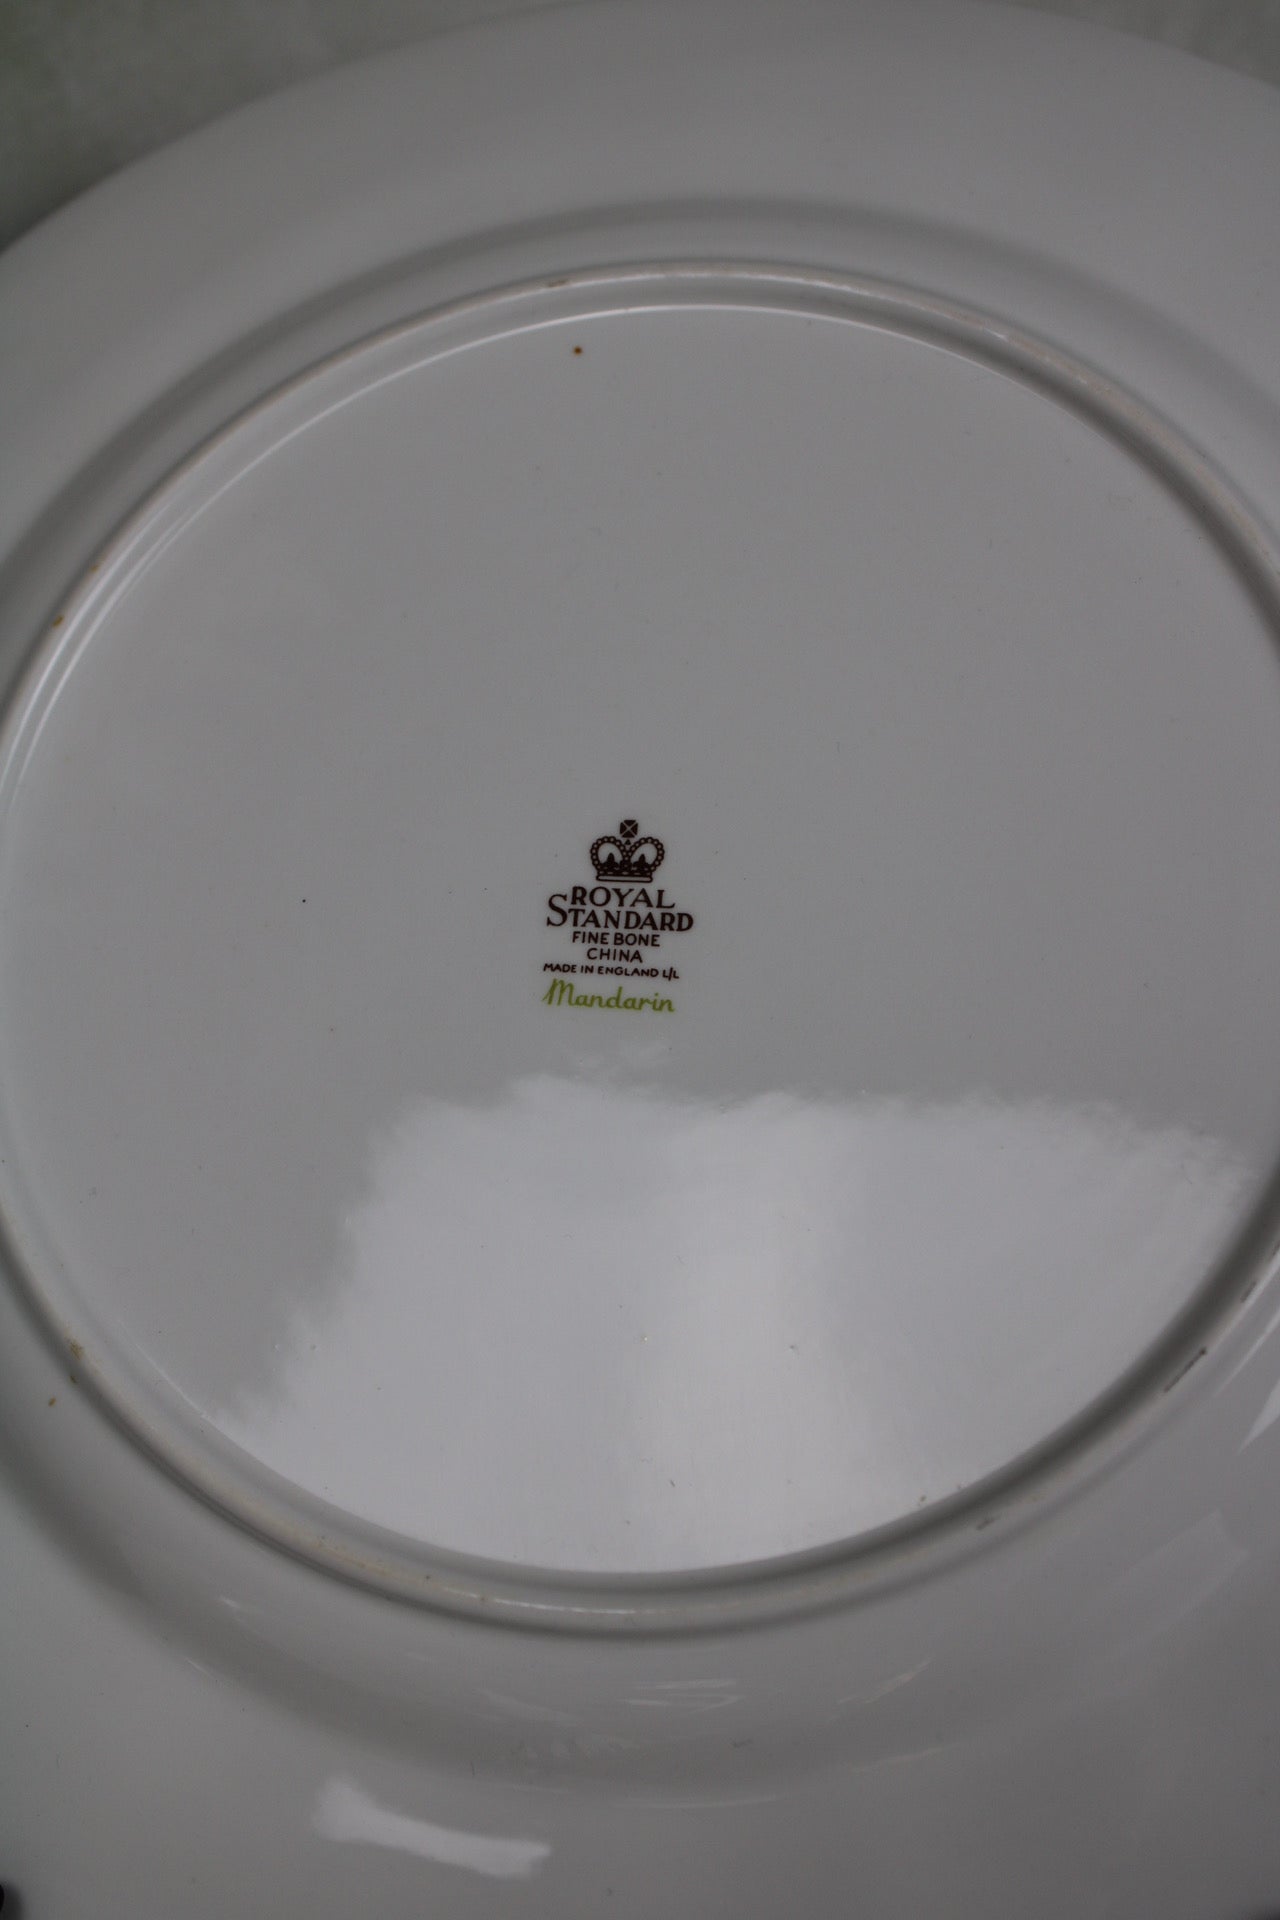 ROYAL
STANDARD
FINE BONE
CHINA
MADE IN ENGLAND L/L
Mandarin